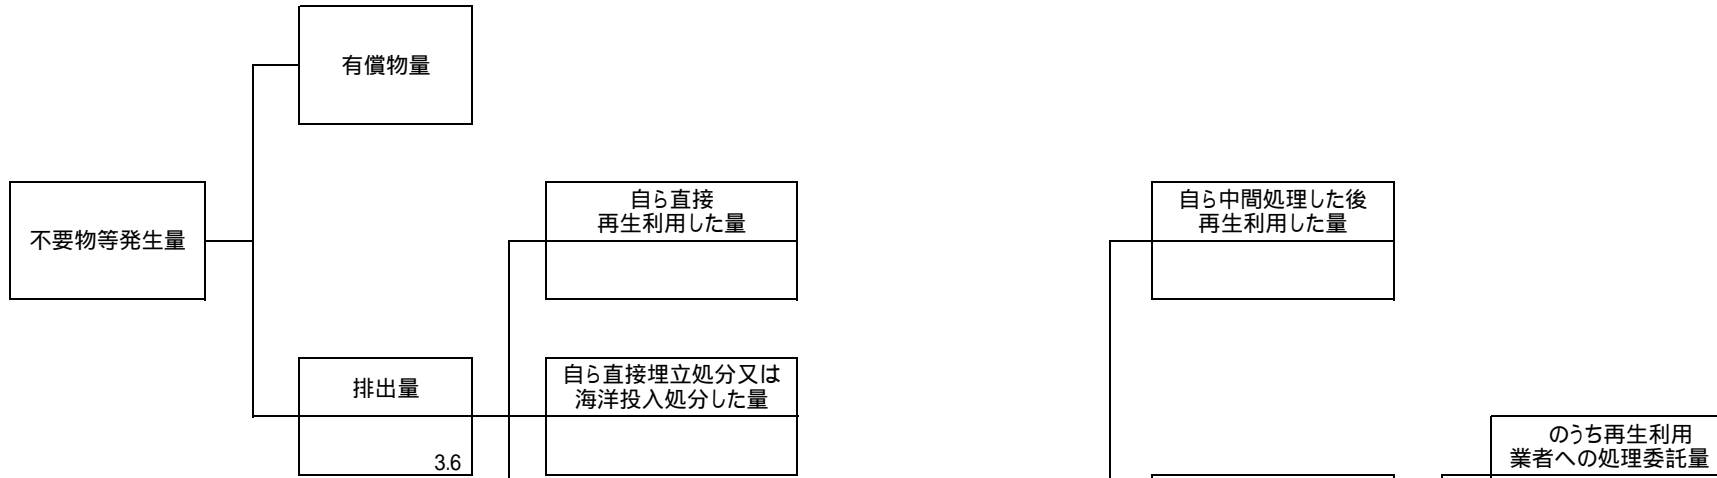 有償物量
不要物等発生量
自ら直接
再生利用した量
自ら中間処理した後
再生利用した量
排出量
3.6
自ら直接埋立処分又は
海洋投入処分した量
のうち再生利用
業者への処理委託量